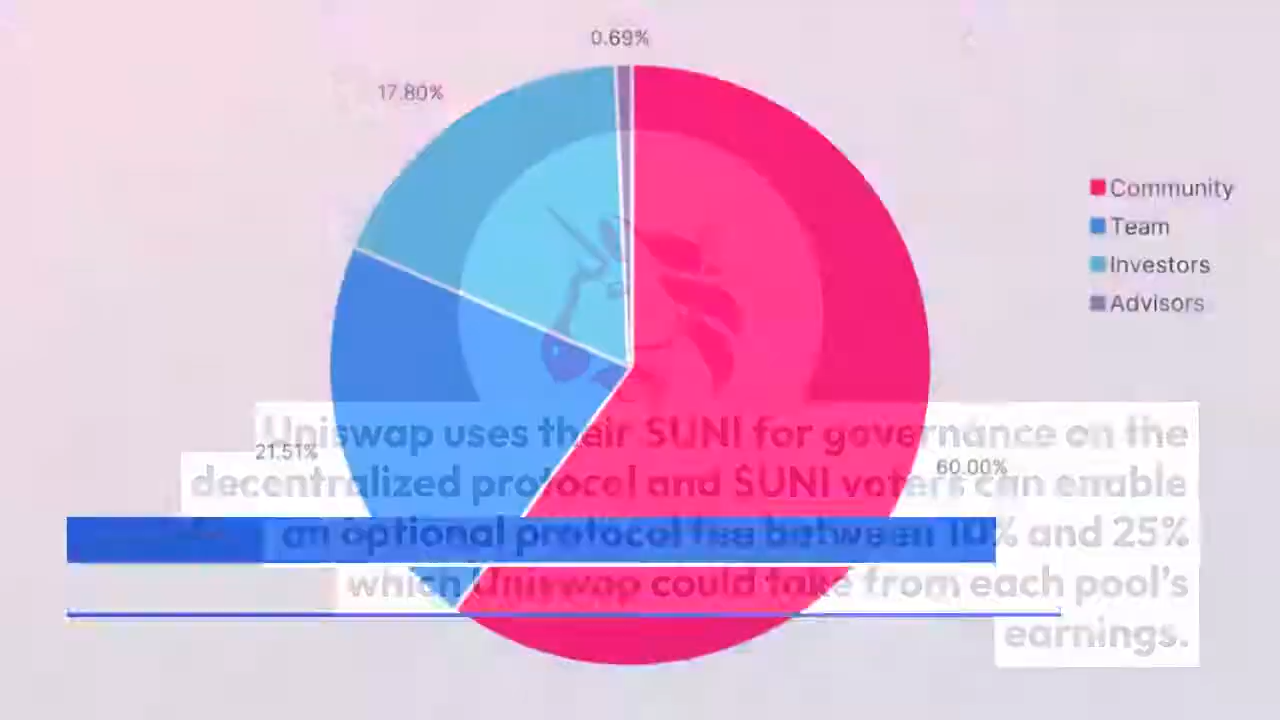 0.69%
17.80%
Community
Team
Investors
Advisors
21.51%
60.00%
Uniswap uses their $UNI for governance on the
decentralized protocol and $UNI voters can enable
an optional protocol fee between 10% and 25%
which Uniswap could take from each pool's
earnings.